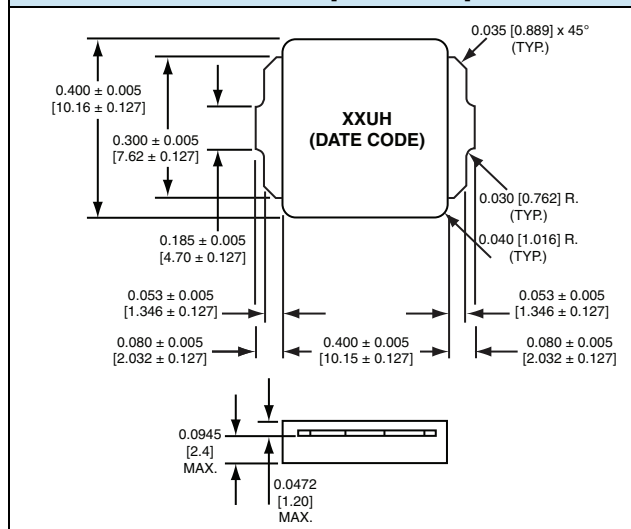 0.035 [0.889] x 45°
(TYP.)
0.400 ± 0.005
[10.16 ± 0.127]
XXUH
(DATE CODE)
0.300 ± 0.005
[7.62 ± 0.127]
0.030 [0.762] R.
(TYP.)
0.185 ± 0.005
[4.70 ± 0.127]
0.040 [1.016] R.
(TYP.)
0.053 ± 0.005
[1.346 ± 0.127]
0.053 ± 0.005
[1.346 ± 0.127]
0.080 ± 0.005
[2.032 ± 0.127]
0.400 ± 0.005
[10.15 ± 0.127]
0.080 ± 0.005
[2.032 ± 0.127]
0.0945
[2.4]
MAX.
0.0472
[1.20]
MAX.